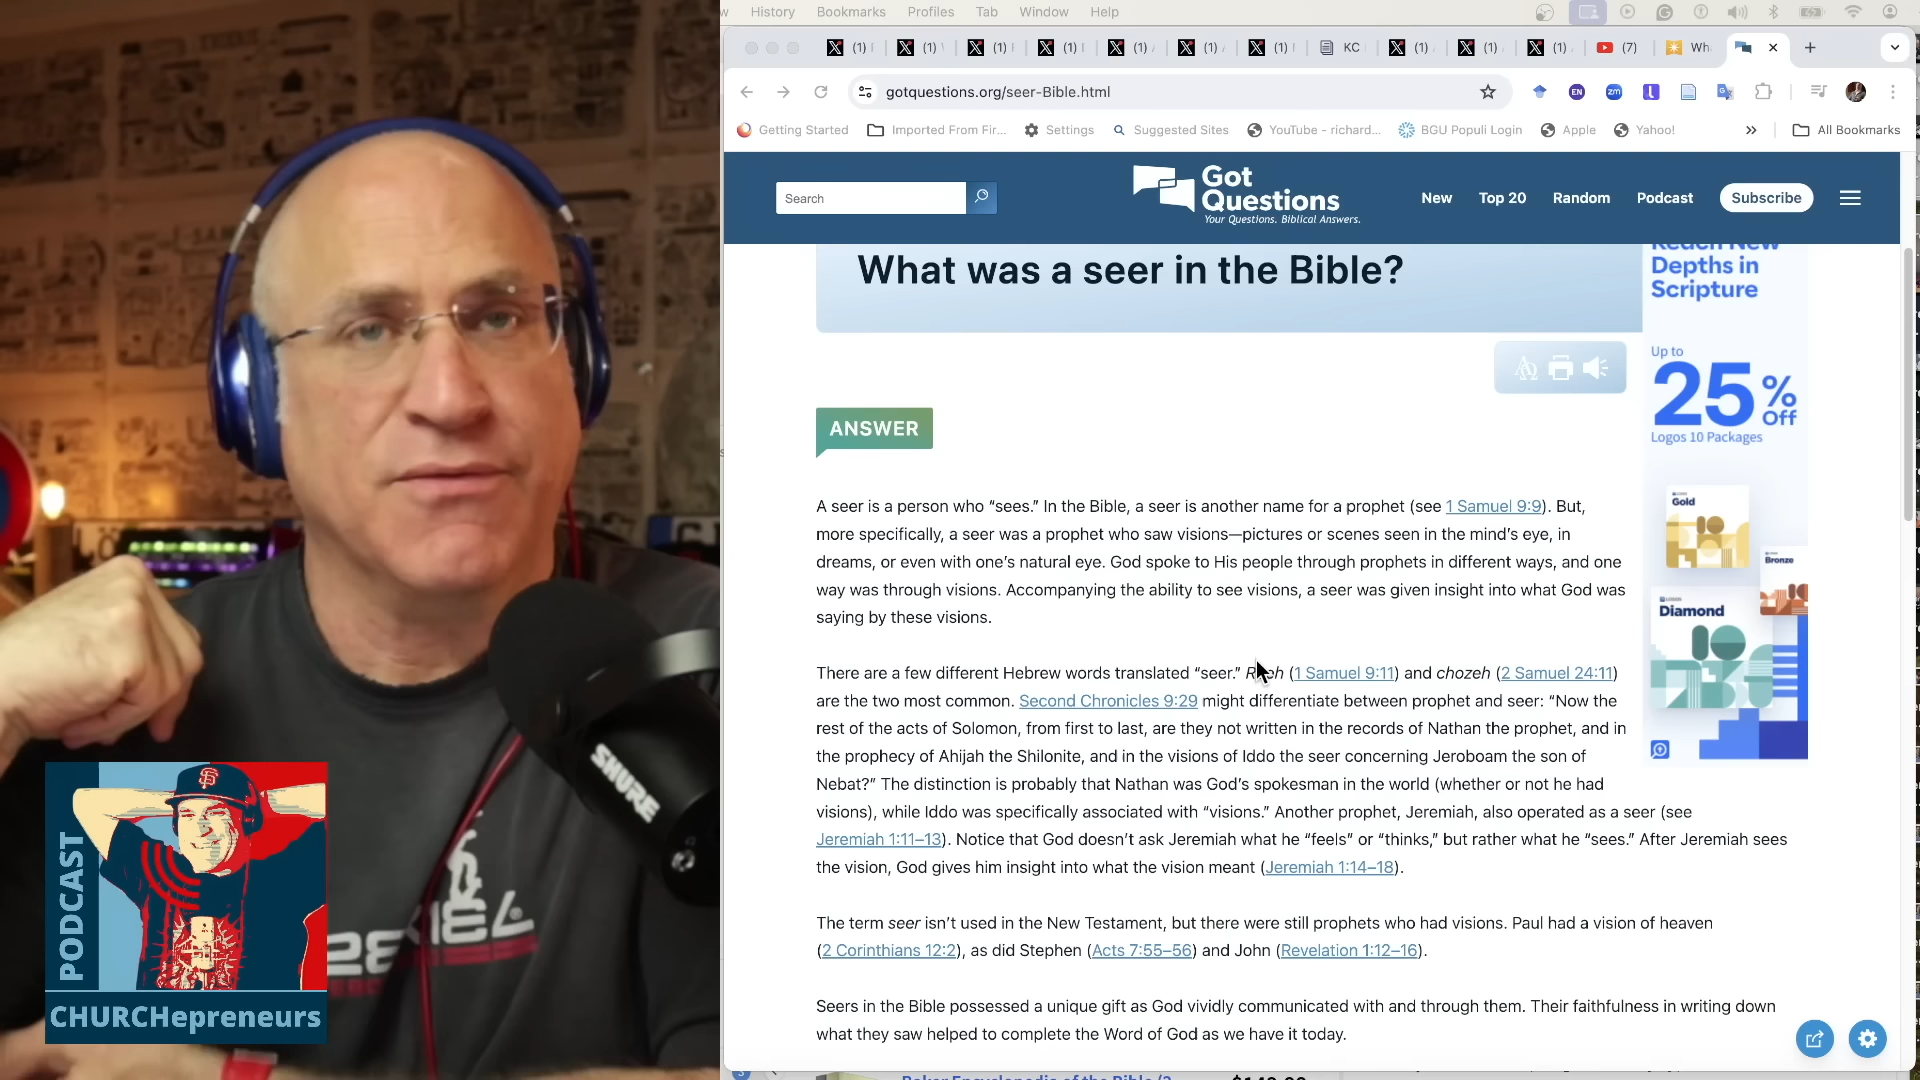 History Bookmarks Profiles Tab Window Help
(1) (1) (1) (1) (1) (1) (1) KC (1) (1) (1) (7) Wh
gotquestions.org/seer-Bible.html
EN zm
Getting Started Imported From Fir... Settings Suggested Sites YouTube - richard... BGU Populi Login Apple Yahoo! » All Bookmarks
Search
Got
Questions
Your Questions. Biblical Answers.
New Top 20 Random Podcast Subscribe
What was a seer in the Bible?
Reach New
Depths in
Scripture
Up to
25%
Off
Logos 10 Packages
Gold
Bronze
Diamond
ANSWER
A seer is a person who “sees.” In the Bible, a seer is another name for a prophet (see 1 Samuel 9:9). But,
more specifically, a seer was a prophet who saw visions—pictures or scenes seen in the mind’s eye, in
dreams, or even with one’s natural eye. God spoke to His people through prophets in different ways, and one
way was through visions. Accompanying the ability to see visions, a seer was given insight into what God was
saying by these visions.
There are a few different Hebrew words translated “seer.” (1 Samuel 9:11) and chozeh (2 Samuel 24:11)
are the two most common. Second Chronicles 9:29 might differentiate between prophet and seer: “Now the
rest of the acts of Solomon, from first to last, are they not written in the records of Nathan the prophet, and in
the prophecy of Ahijah the Shilonite, and in the visions of Iddo the seer concerning Jeroboam the son of
Nebat?” The distinction is probably that Nathan was God’s spokesman in the world (whether or not he had
visions), while Iddo was specifically associated with “visions.” Another prophet, Jeremiah, also operated as a seer (see
Jeremiah 1:11–13). Notice that God doesn’t ask Jeremiah what he “feels” or “thinks,” but rather what he “sees.” After Jeremiah sees
the vision, God gives him insight into what the vision meant (Jeremiah 1:14–18).
The term seer isn’t used in the New Testament, but there were still prophets who had visions. Paul had a vision of heaven
(2 Corinthians 12:2), as did Stephen (Acts 7:55–56) and John (Revelation 1:12–16).
Seers in the Bible possessed a unique gift as God vividly communicated with and through them. Their faithfulness in writing down
what they saw helped to complete the Word of God as we have it today.
SHURE
PODCAST
SF
CHURCHepreneurs